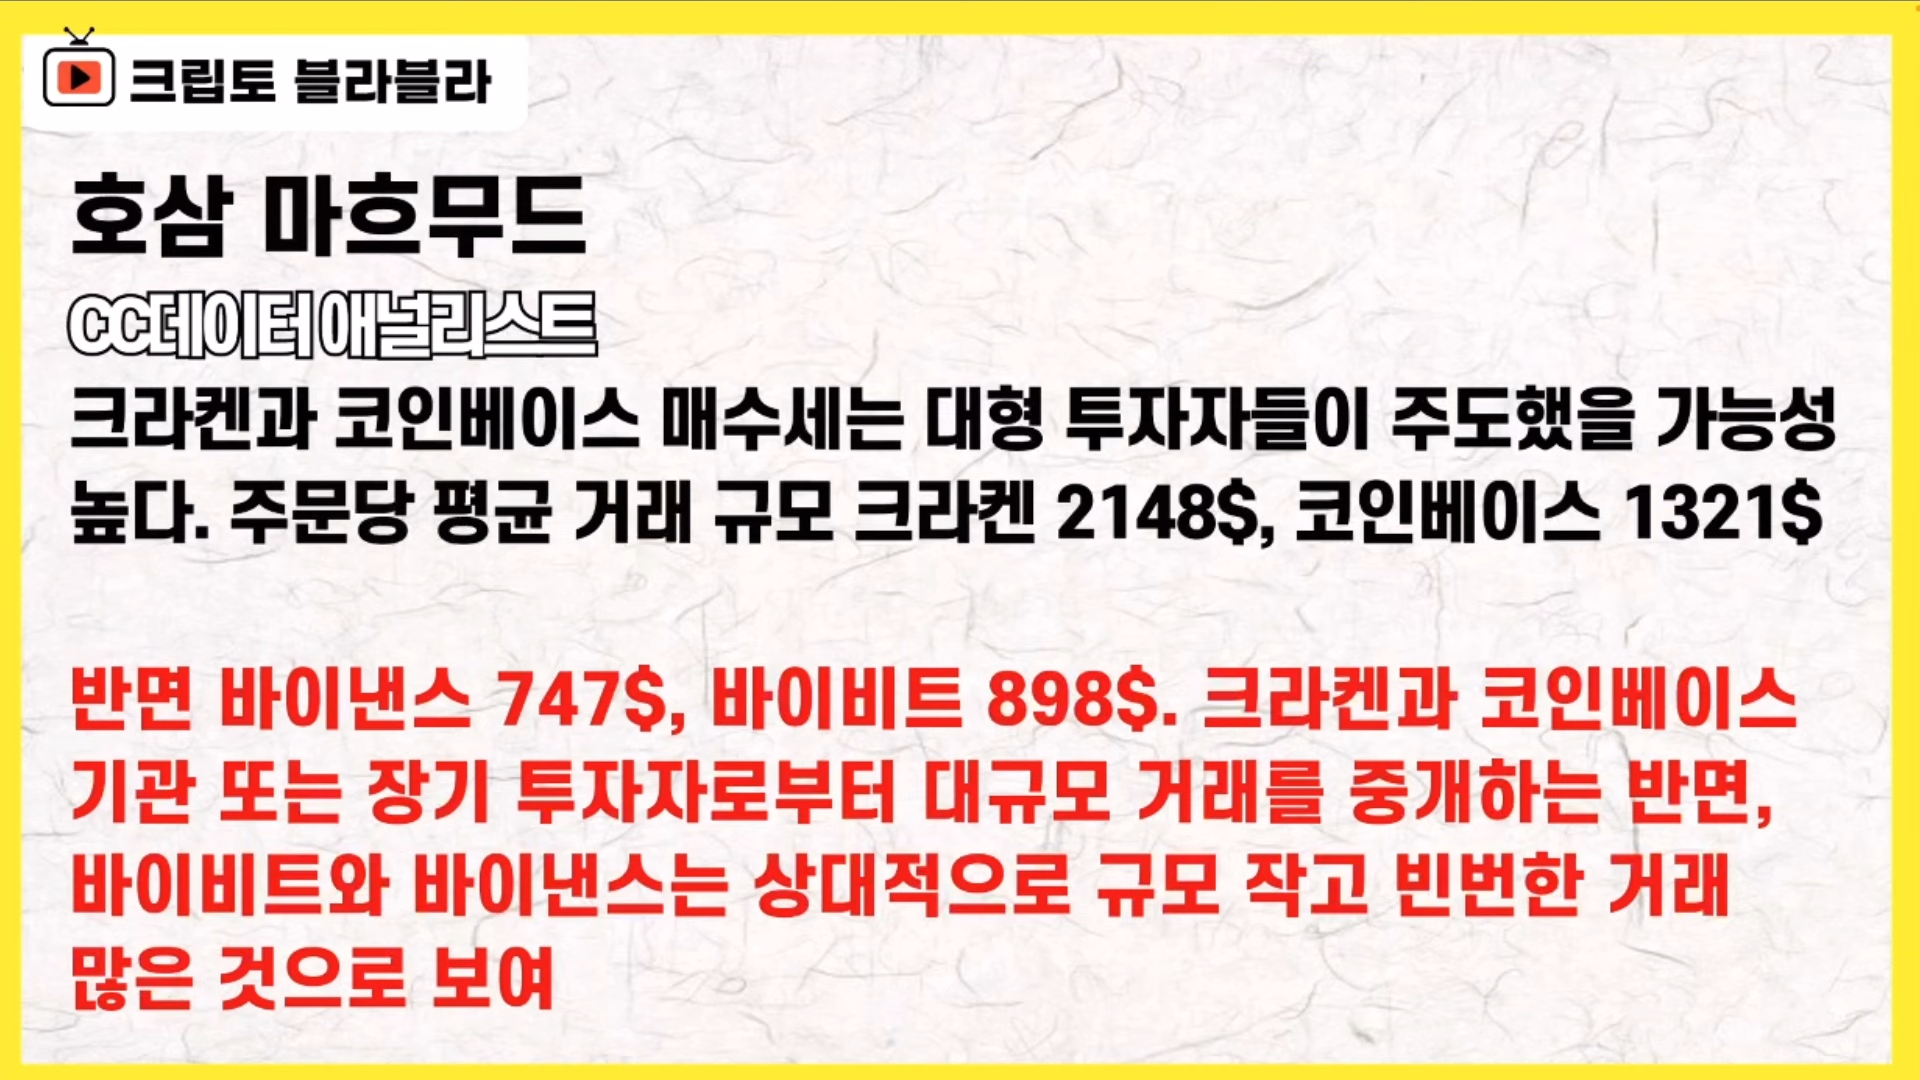 크립토 블라블라
호삼 마흐무드
CC데이터 애널리스트
크라켄과 코인베이스 매수세는 대형 투자자들이 주도했을 가능성
높다. 주문당 평균 거래 규모 크라켄 2148$, 코인베이스 1321$
반면 바이낸스 747$, 바이비트 898$. 크라켄과 코인베이스
기관 또는 장기 투자자로부터 대규모 거래를 중개하는 반면,
바이비트와 바이낸스는 상대적으로 규모 작고 빈번한 거래
많은 것으로 보여